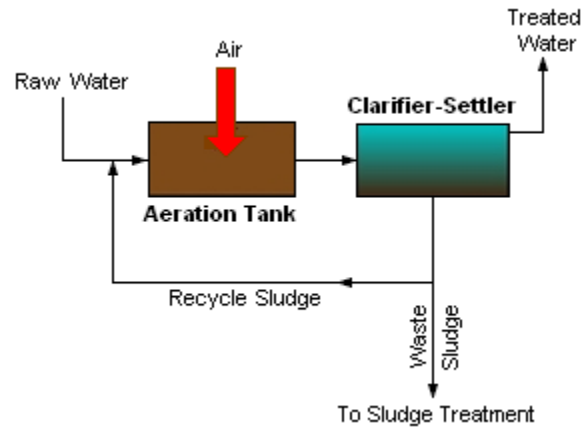 Treated
Water
Air
Raw Water
Clarifier-Settler
Aeration Tank
Recycle Sludge
Waste
Sludge
To Sludge Treatment